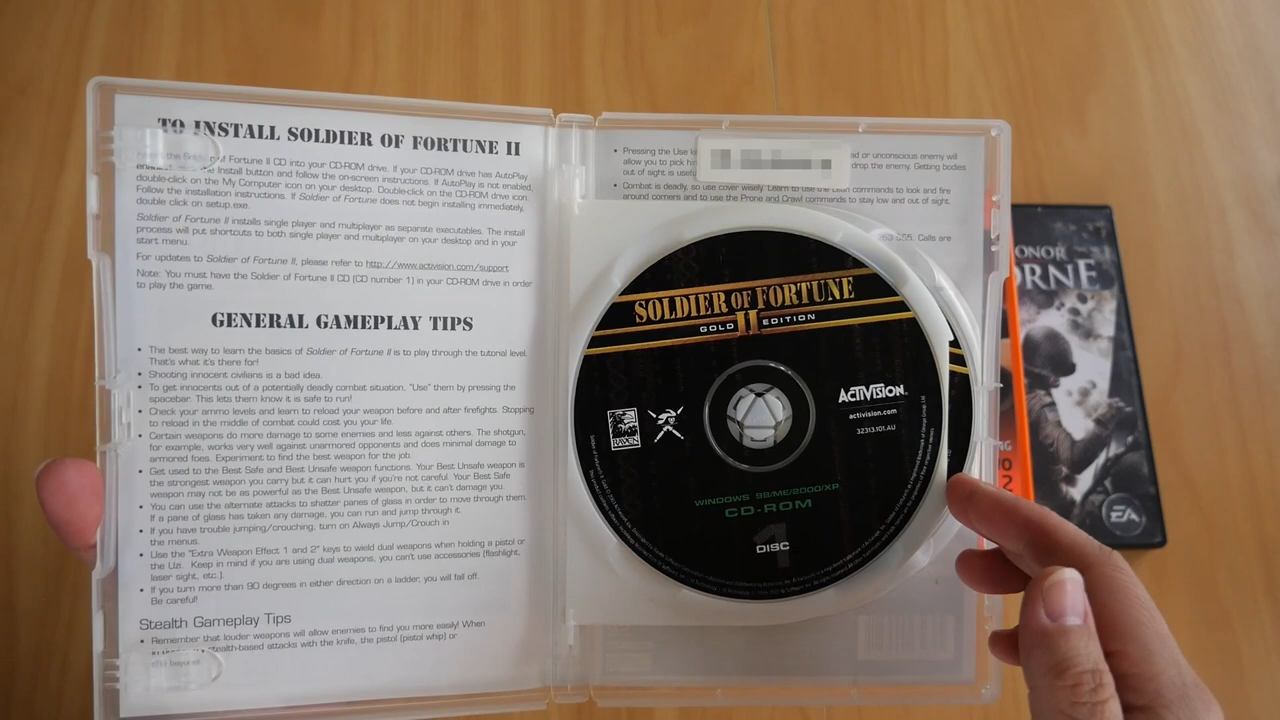 TO INSTALL SOLDIER OF FORTUNE II
of Fortune II CD into your CD-ROM drive. If your CD-ROM drive has AutoPlay
Install button and follow the on-screen instructions. If AutoPlay is not enabled,
double-click on the My Computer icon on your desktop. Double-click on the CD-ROM drive icon.
Follow the installation instructions. If Soldier of Fortune does not begin installing immediately,
double click on setup.exe.
Soldier of Fortune II installs single player and multiplayer as separate executables. The install
process will put shortcuts to both single player and multiplayer on your desktop and in your
start menu.
For updates to Soldier of Fortune II, please refer to http://www.activision.com/support
Note: You must have the Soldier of Fortune II CD (CD number 1) in your CD-ROM drive in order
to play the game.
GENERAL GAMEPLAY TIPS
• The best way to learn the basics of Soldier of Fortune II is to play through the tutorial level.
That's what it's there for!
• Shooting innocent civilians is a bad idea.
• To get innocents out of a potentially deadly combat situation, "Use" them by pressing the
spacebar. This lets them know it is safe to run!
• Check your ammo levels and learn to reload your weapon before and after firefights. Stopping
to reload in the middle of combat could cost you your life.
• Certain weapons do more damage to some enemies and less against others. The shotgun,
for example, works very well against unarmored opponents and does minimal damage to
armored foes. Experiment to find the best weapon for the job.
• Get used to the Best Safe and Best Unsafe weapon functions. Your Best Unsafe weapon is
the strongest weapon you carry but it can hurt you if you're not careful. Your Best Safe
weapon may not be as powerful as the Best Unsafe weapon, but it can't damage you.
• You can use the alternate attacks to shatter panes of glass in order to move through them.
If a pane of glass has taken any damage, you can run and jump through it.
• If you have trouble jumping/crouching, turn on Always Jump/Crouch in
the menus.
• Use the "Extra Weapon Effect 1 and 2" keys to wield dual weapons when holding a pistol or
the Uzi. Keep in mind if you are using dual weapons, you can't use accessories (flashlight,
laser sight, etc.).
• If you turn more than 90 degrees in either direction on a ladder, you will fall off.
Be careful!
Stealth Gameplay Tips
• Remember that louder weapons will allow enemies to find you more easily! When
stealth-based attacks with the knife, the pistol (pistol whip) or
bayonet
• Pressing the Use
or unconscious enemy will
allow you to pick
drop the enemy. Getting bodies
out of sight is useful
• Combat is deadly, so use cover wisely. Learn to use the Lean commands to look and fire
around corners and to use the Prone and Crawl commands to stay low and out of sight.
Calls are
SOLDIER OF FORTUNE
II
GOLD EDITION
RAVEN
ACTIVISION.
activision.com
32313.101.AU
WINDOWS 98/ME/2000/XP
CD-ROM
1
DISC
ONOR
RNE
EA